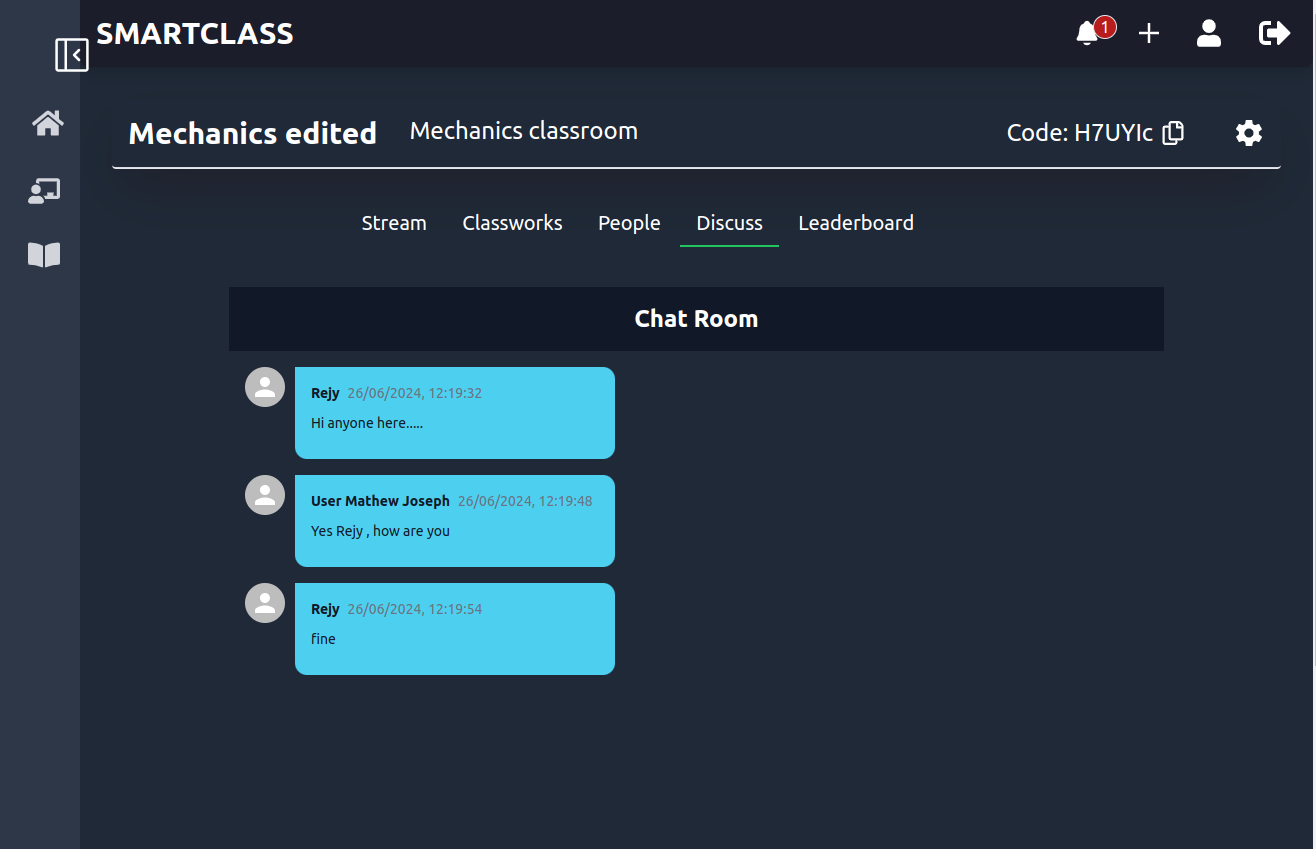 SMARTCLASS
1
Mechanics edited Mechanics classroom Code: H7UYIc
Stream Classworks People Discuss Leaderboard
Chat Room
Rejy 26/06/2024, 12:19:32
Hi anyone here.....
User Mathew Joseph 26/06/2024, 12:19:48
Yes Rejy , how are you
Rejy 26/06/2024, 12:19:54
fine